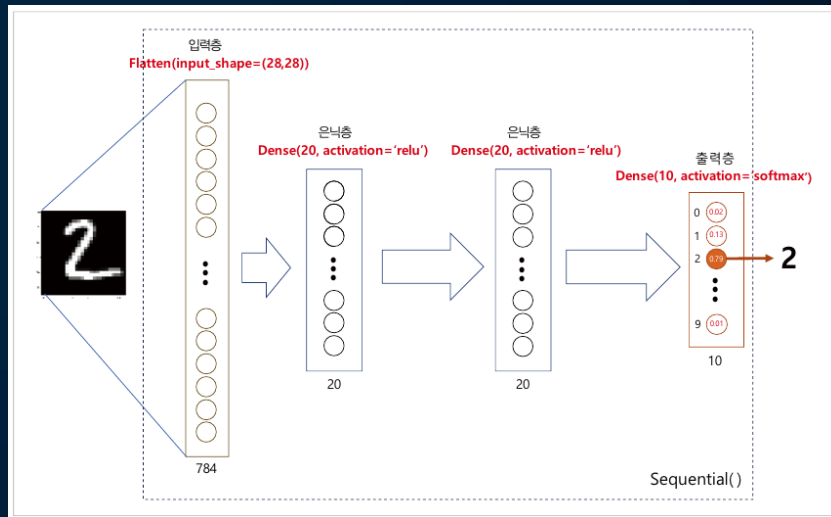 입력층
Flatten(input_shape=(28,28))
은닉층
Dense(20, activation='relu')
은닉층
Dense(20, activation='relu')
출력층
Dense(10, activation='softmax')
0 0.02
1 0.13
2 0.79
2
9 0.01
784
20
20
10
Sequential( )